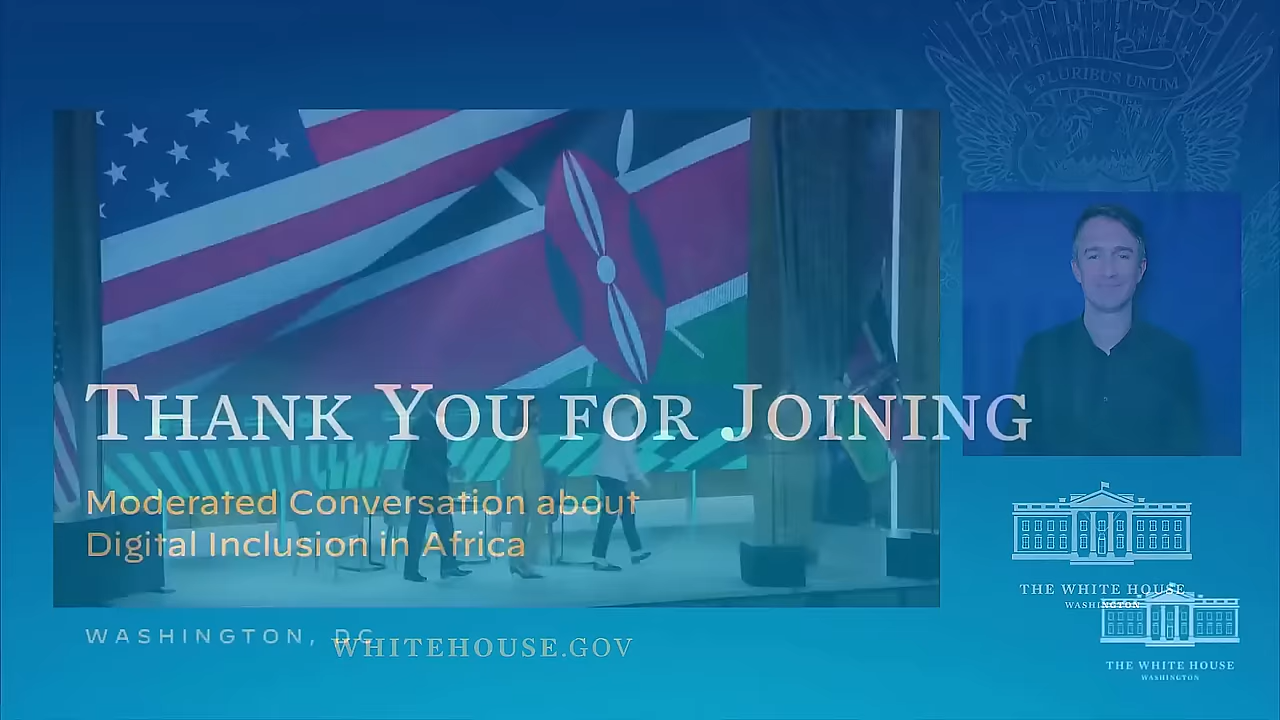 E PLURIBUS UNUM
THANK YOU FOR JOINING
Moderated Conversation about
Digital Inclusion in Africa
WASHINGTON, DC
WHITEHOUSE.GOV
THE WHITE HOUSE
WASHINGTON
THE WHITE HOUSE
WASHINGTON